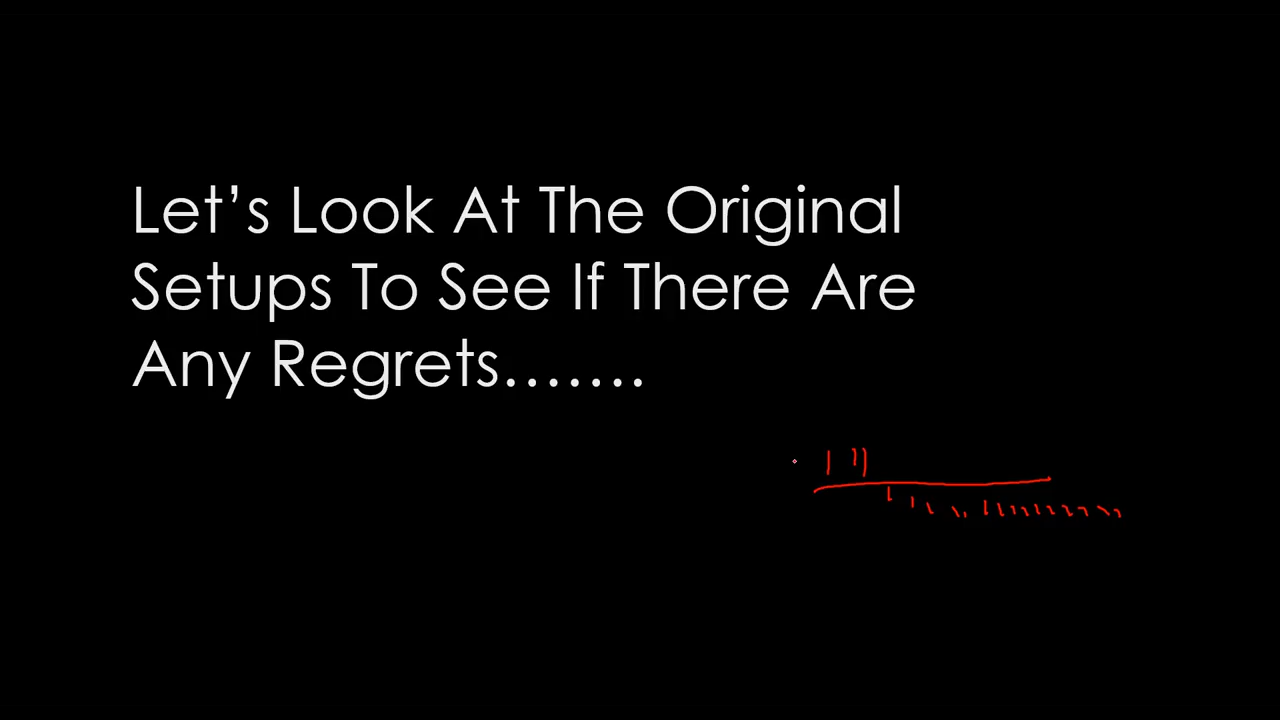 Let’s Look At The Original
Setups To See If There Are
Any Regrets…….